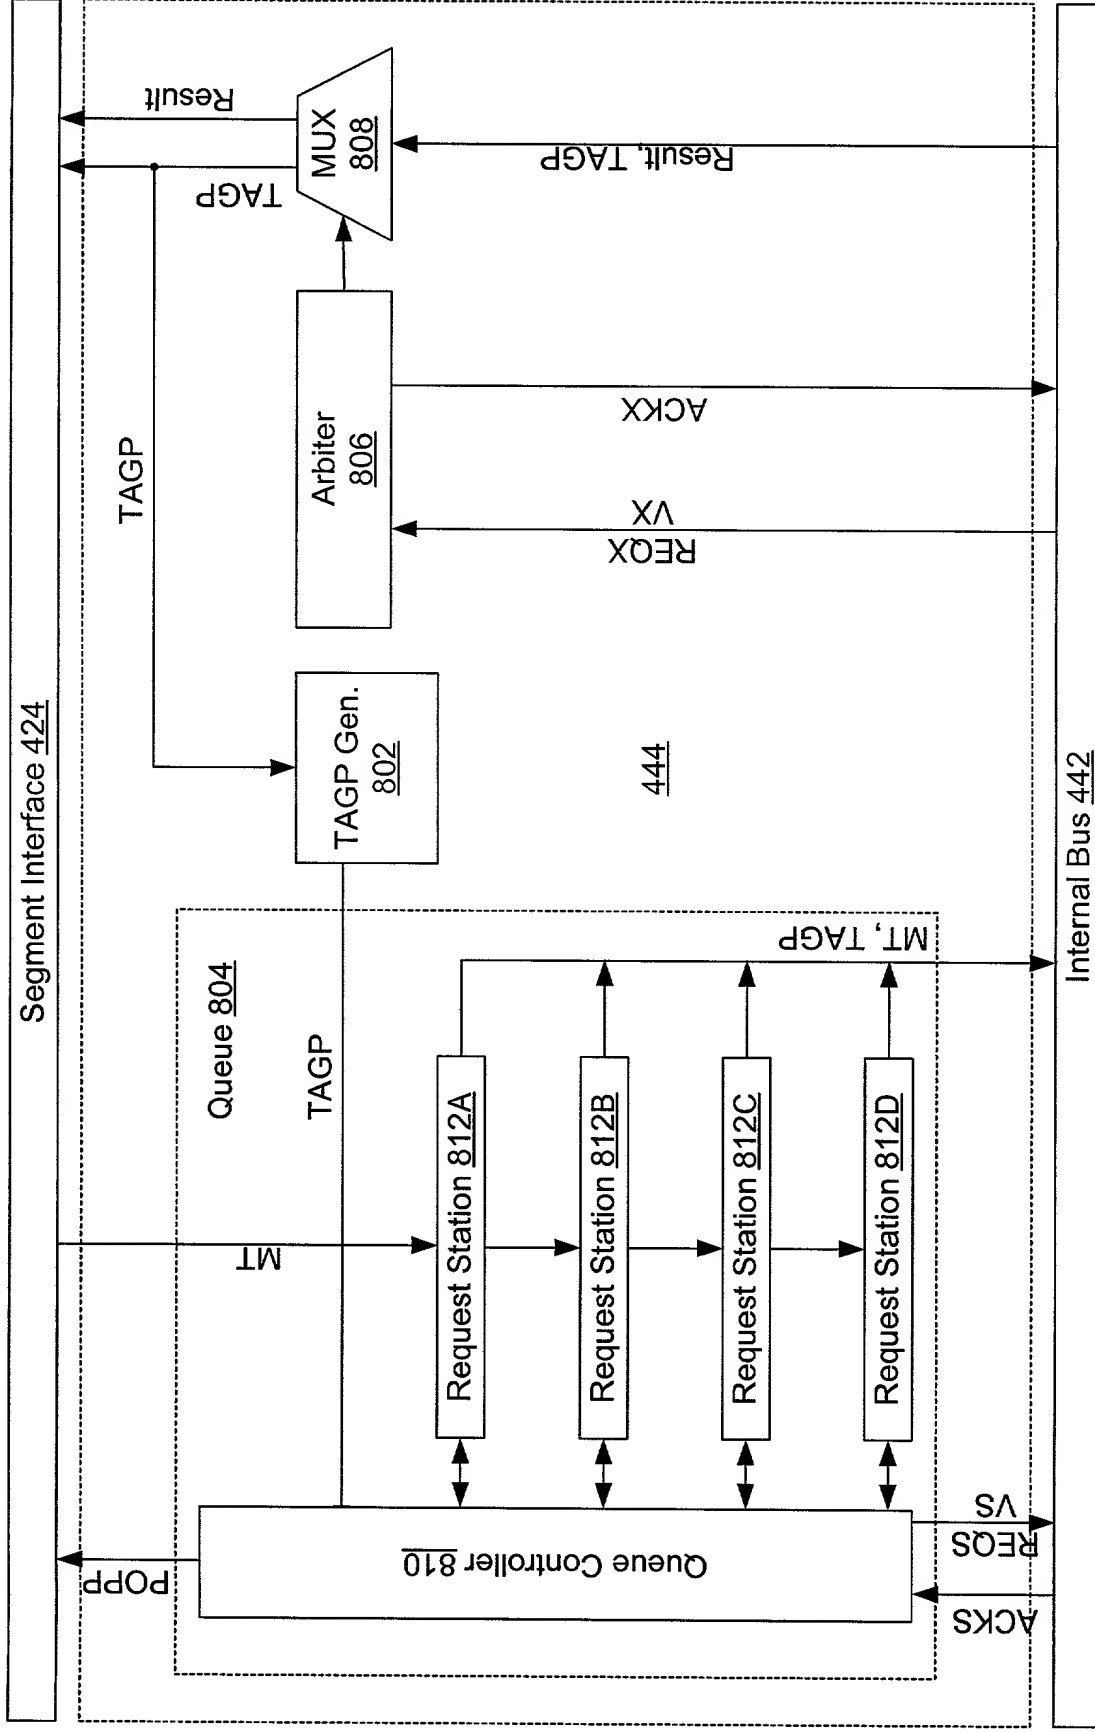 Segment Interface 424
POPP
MT
TAGP
Result
TAGP
Queue 804
TAGP
TAGP Gen.
802
Arbiter
806
MUX
808
Queue Controller 810
Request Station 812A
Request Station 812B
Request Station 812C
Request Station 812D
MT, TAGP
444
REQX
VX
ACKX
Result, TAGP
ACKS
REQS
VS
Internal Bus 442